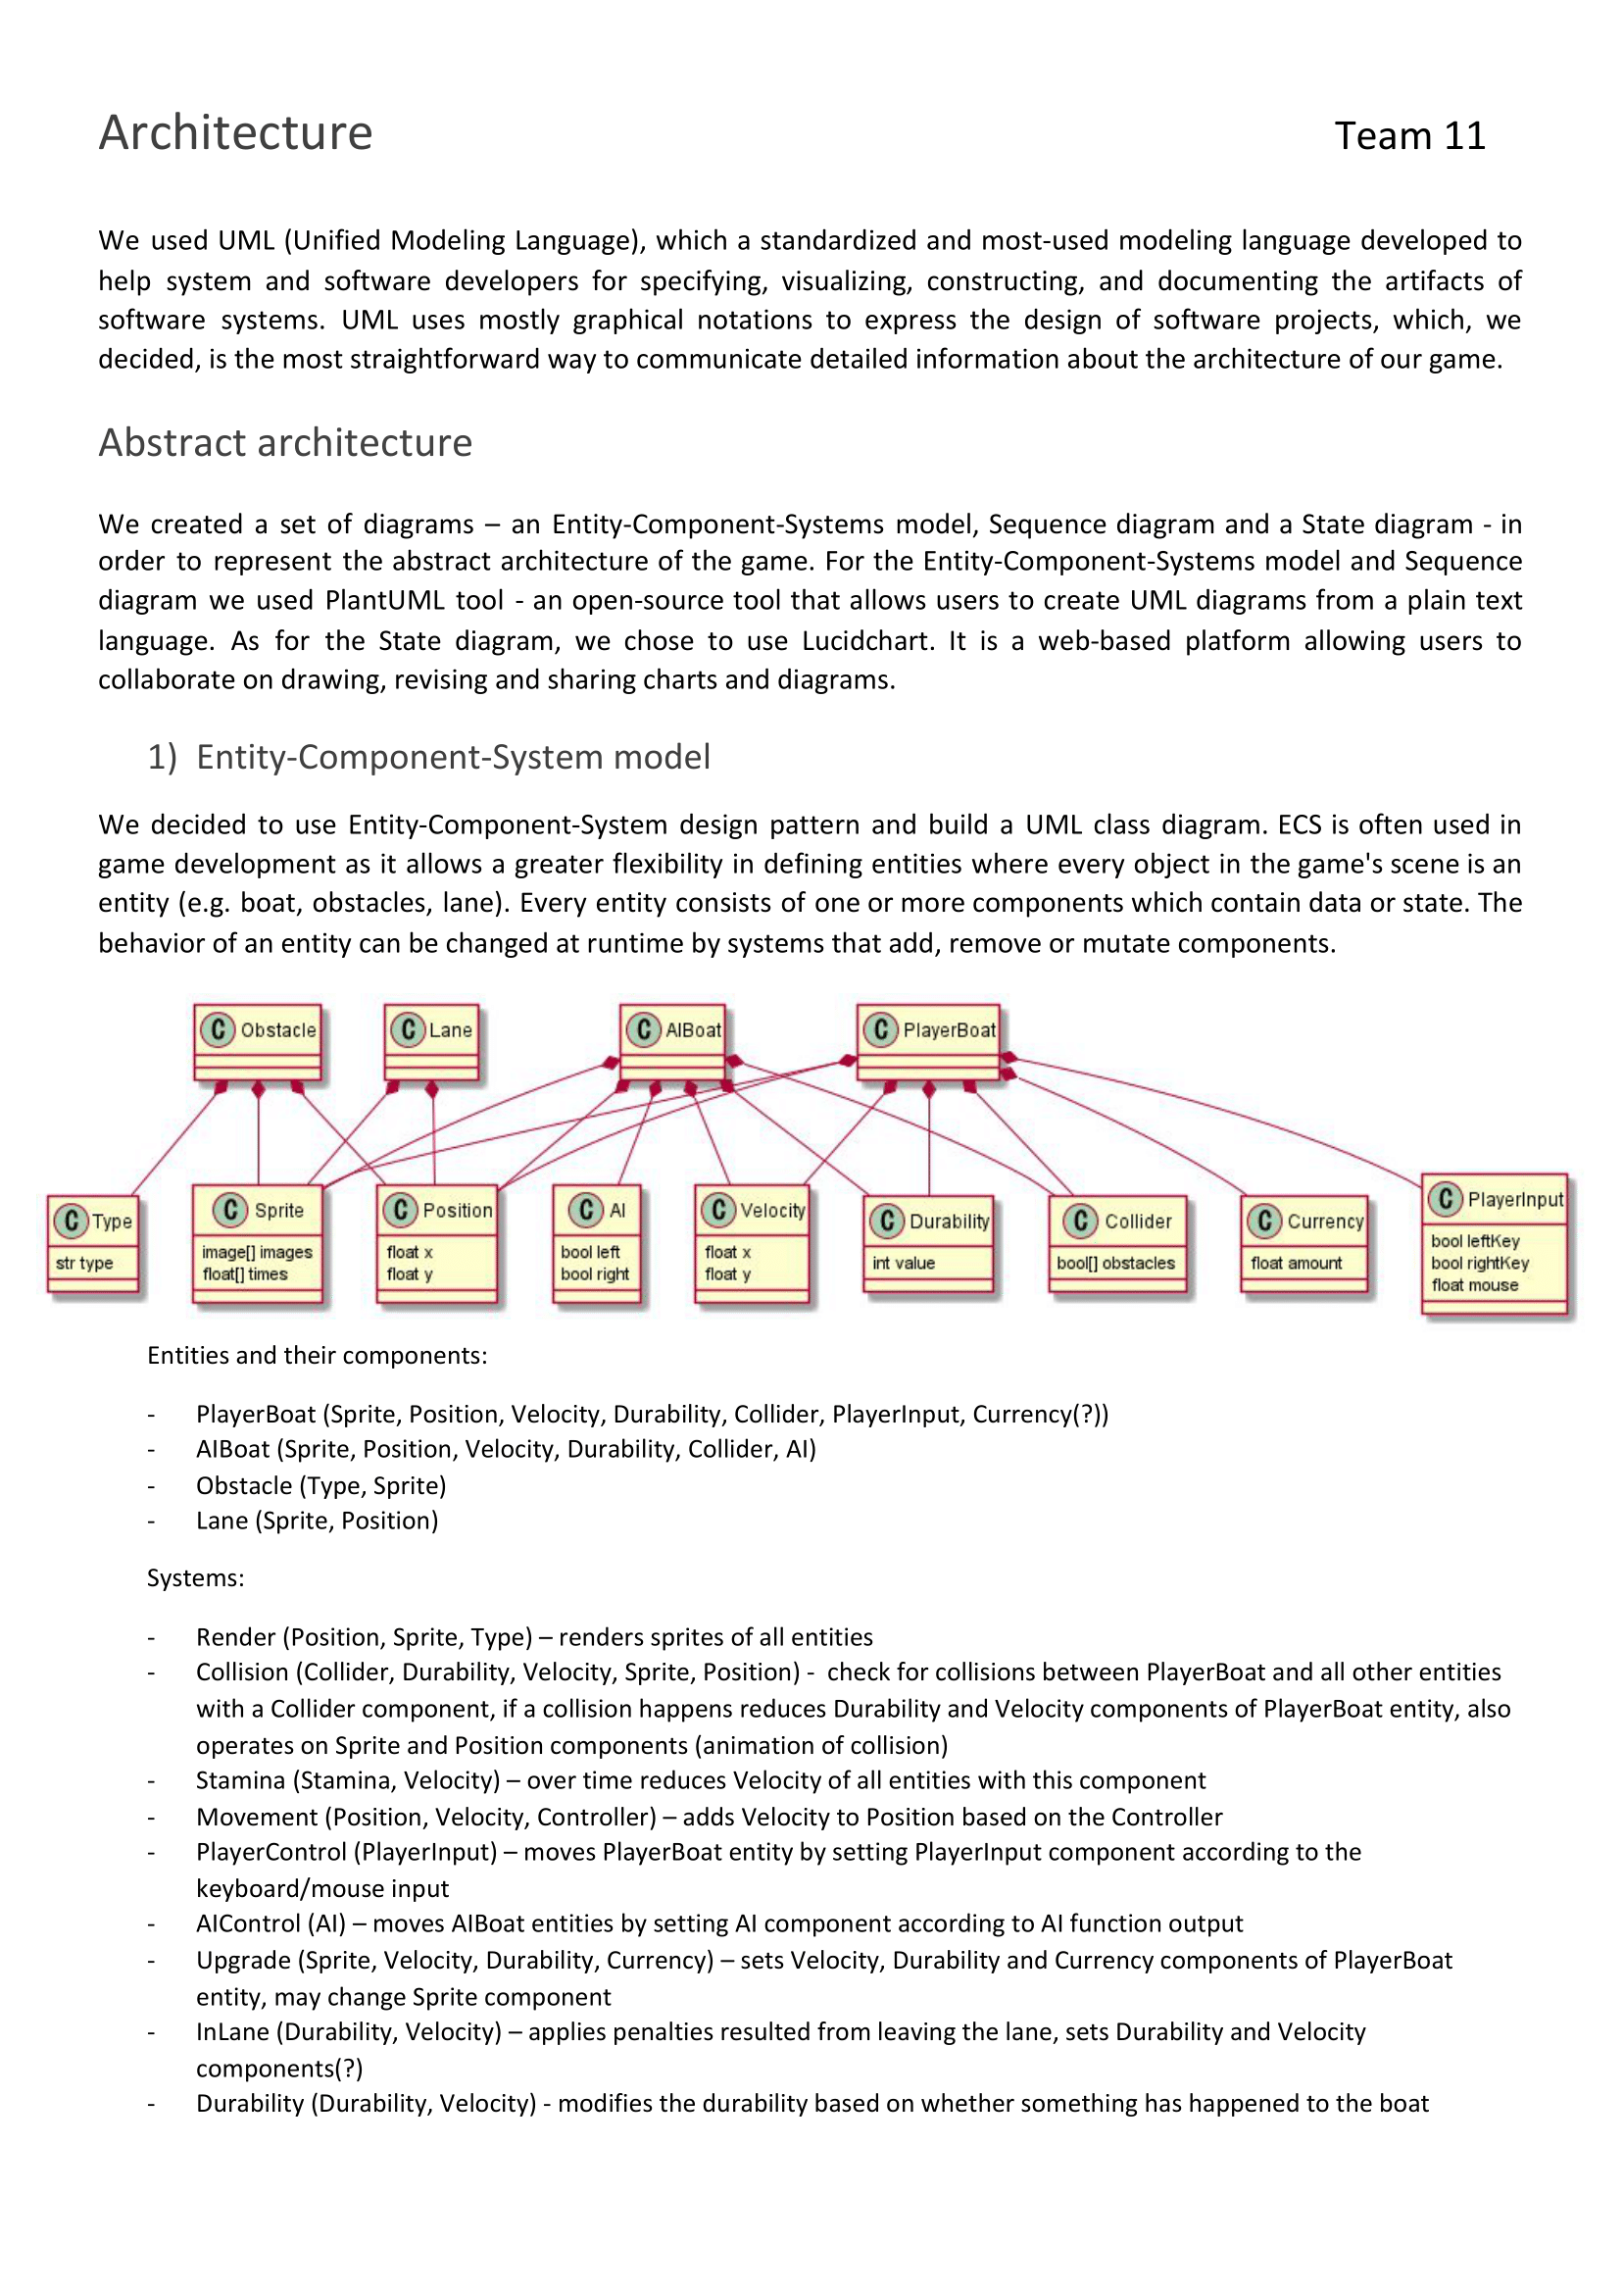 Architecture
Team 11
We used UML (Unified Modeling Language), which a standardized and most-used modeling language developed to
help system and software developers for specifying, visualizing, constructing, and documenting the artifacts of
software systems. UML uses mostly graphical notations to express the design of software projects, which, we
decided, is the most straightforward way to communicate detailed information about the architecture of our game.
Abstract architecture
We created a set of diagrams – an Entity-Component-Systems model, Sequence diagram and a State diagram - in
order to represent the abstract architecture of the game. For the Entity-Component-Systems model and Sequence
diagram we used PlantUML tool - an open-source tool that allows users to create UML diagrams from a plain text
language. As for the State diagram, we chose to use Lucidchart. It is a web-based platform allowing users to
collaborate on drawing, revising and sharing charts and diagrams.
1) Entity-Component-System model
We decided to use Entity-Component-System design pattern and build a UML class diagram. ECS is often used in
game development as it allows a greater flexibility in defining entities where every object in the game's scene is an
entity (e.g. boat, obstacles, lane). Every entity consists of one or more components which contain data or state. The
behavior of an entity can be changed at runtime by systems that add, remove or mutate components.
C Obstacle
C Lane
C AIBoat
C PlayerBoat
C Type
str type
C Sprite
image[] images
float[] times
C Position
float x
float y
C AI
bool left
bool right
C Velocity
float x
float y
C Durability
int value
C Collider
bool[] obstacles
C Currency
float amount
C PlayerInput
bool leftKey
bool rightKey
float mouse
Entities and their components:
- PlayerBoat (Sprite, Position, Velocity, Durability, Collider, PlayerInput, Currency(?))
- AIBoat (Sprite, Position, Velocity, Durability, Collider, AI)
- Obstacle (Type, Sprite)
- Lane (Sprite, Position)
Systems:
- Render (Position, Sprite, Type) – renders sprites of all entities
- Collision (Collider, Durability, Velocity, Sprite, Position) - check for collisions between PlayerBoat and all other entities
with a Collider component, if a collision happens reduces Durability and Velocity components of PlayerBoat entity, also
operates on Sprite and Position components (animation of collision)
- Stamina (Stamina, Velocity) – over time reduces Velocity of all entities with this component
- Movement (Position, Velocity, Controller) – adds Velocity to Position based on the Controller
- PlayerControl (PlayerInput) – moves PlayerBoat entity by setting PlayerInput component according to the
keyboard/mouse input
- AIControl (AI) – moves AIBoat entities by setting AI component according to AI function output
- Upgrade (Sprite, Velocity, Durability, Currency) – sets Velocity, Durability and Currency components of PlayerBoat
entity, may change Sprite component
- InLane (Durability, Velocity) – applies penalties resulted from leaving the lane, sets Durability and Velocity
components(?)
- Durability (Durability, Velocity) - modifies the durability based on whether something has happened to the boat